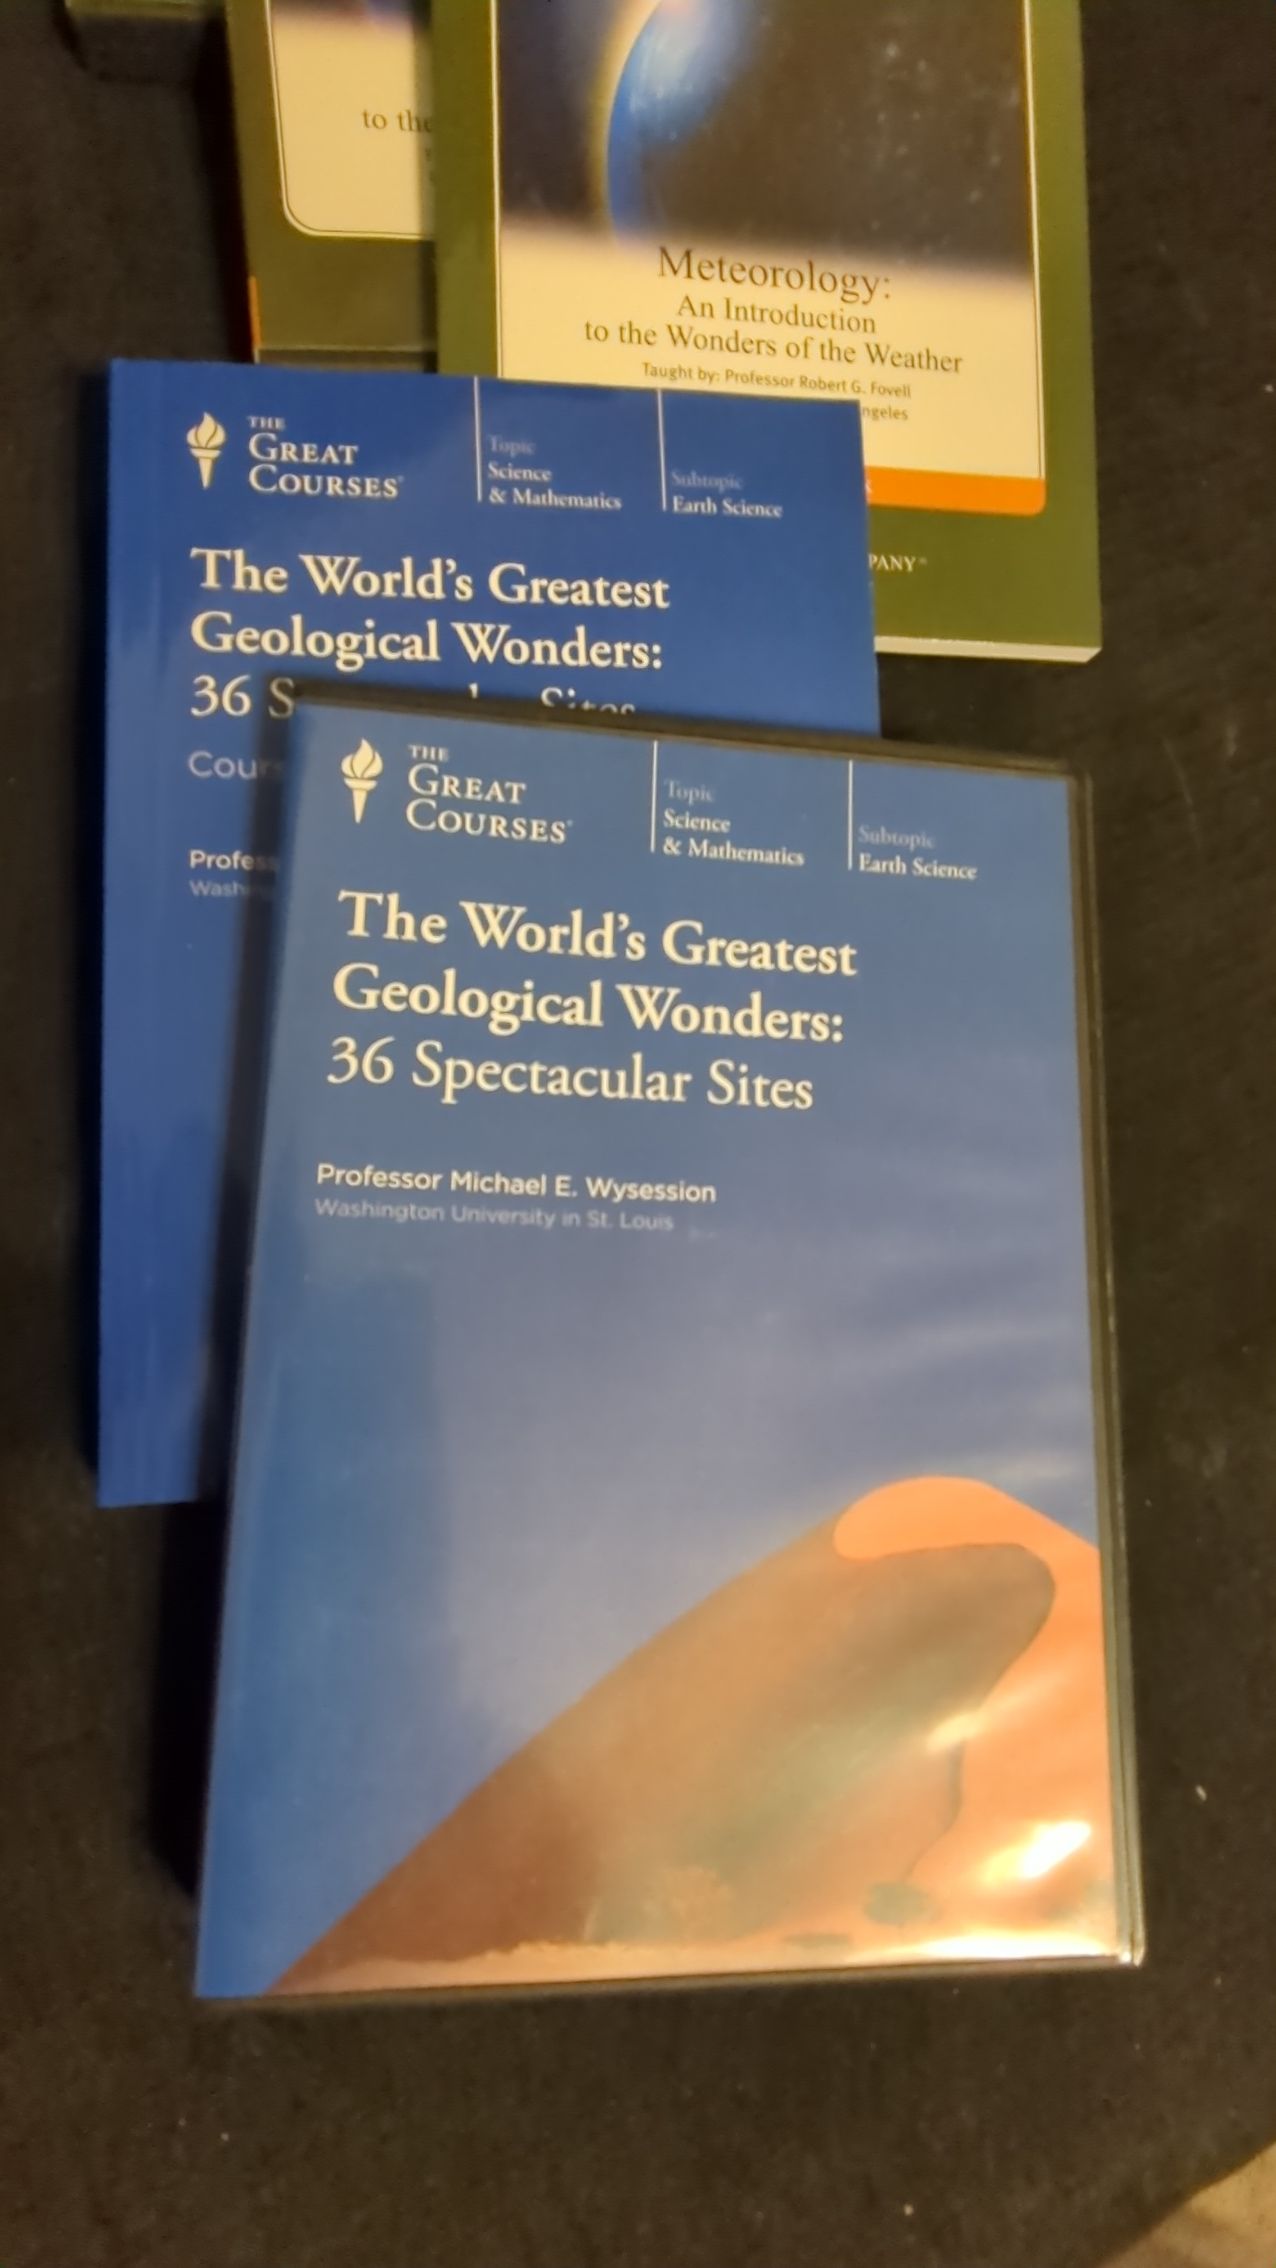 to the
Meteorology:
An Introduction
to the Wonders of the Weather
Taught by: Professor Robert G. Fovell
ngeles
PANY
THE
GREAT
COURSES
Topic
Science
& Mathematics
Subtopic
Earth Science
The World's Greatest
Geological Wonders:
36 S
Cour
Profess
Wash
THE
GREAT
COURSES
Topic
Science
& Mathematics
Subtopic
Earth Science
The World's Greatest
Geological Wonders:
36 Spectacular Sites
Professor Michael E. Wysession
Washington University in St. Louis